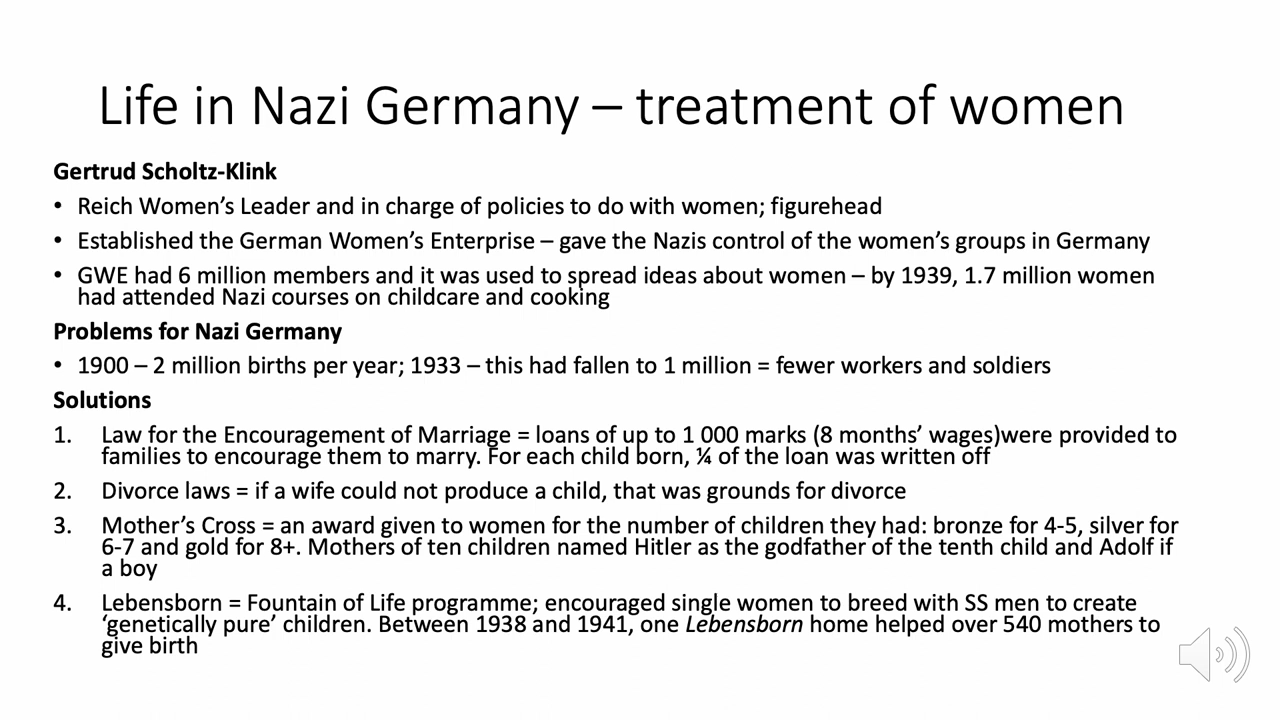 Life in Nazi Germany – treatment of women
Gertrud Scholtz-Klink
• Reich Women’s Leader and in charge of policies to do with women; figurehead
• Established the German Women’s Enterprise – gave the Nazis control of the women’s groups in Germany
• GWE had 6 million members and it was used to spread ideas about women – by 1939, 1.7 million women
had attended Nazi courses on childcare and cooking
Problems for Nazi Germany
• 1900 – 2 million births per year; 1933 – this had fallen to 1 million = fewer workers and soldiers
Solutions
1. Law for the Encouragement of Marriage = loans of up to 1 000 marks (8 months’ wages)were provided to
families to encourage them to marry. For each child born, ¼ of the loan was written off
2. Divorce laws = if a wife could not produce a child, that was grounds for divorce
3. Mother’s Cross = an award given to women for the number of children they had: bronze for 4-5, silver for
6-7 and gold for 8+. Mothers of ten children named Hitler as the godfather of the tenth child and Adolf if
a boy
4. Lebensborn = Fountain of Life programme; encouraged single women to breed with SS men to create
‘genetically pure’ children. Between 1938 and 1941, one Lebensborn home helped over 540 mothers to
give birth